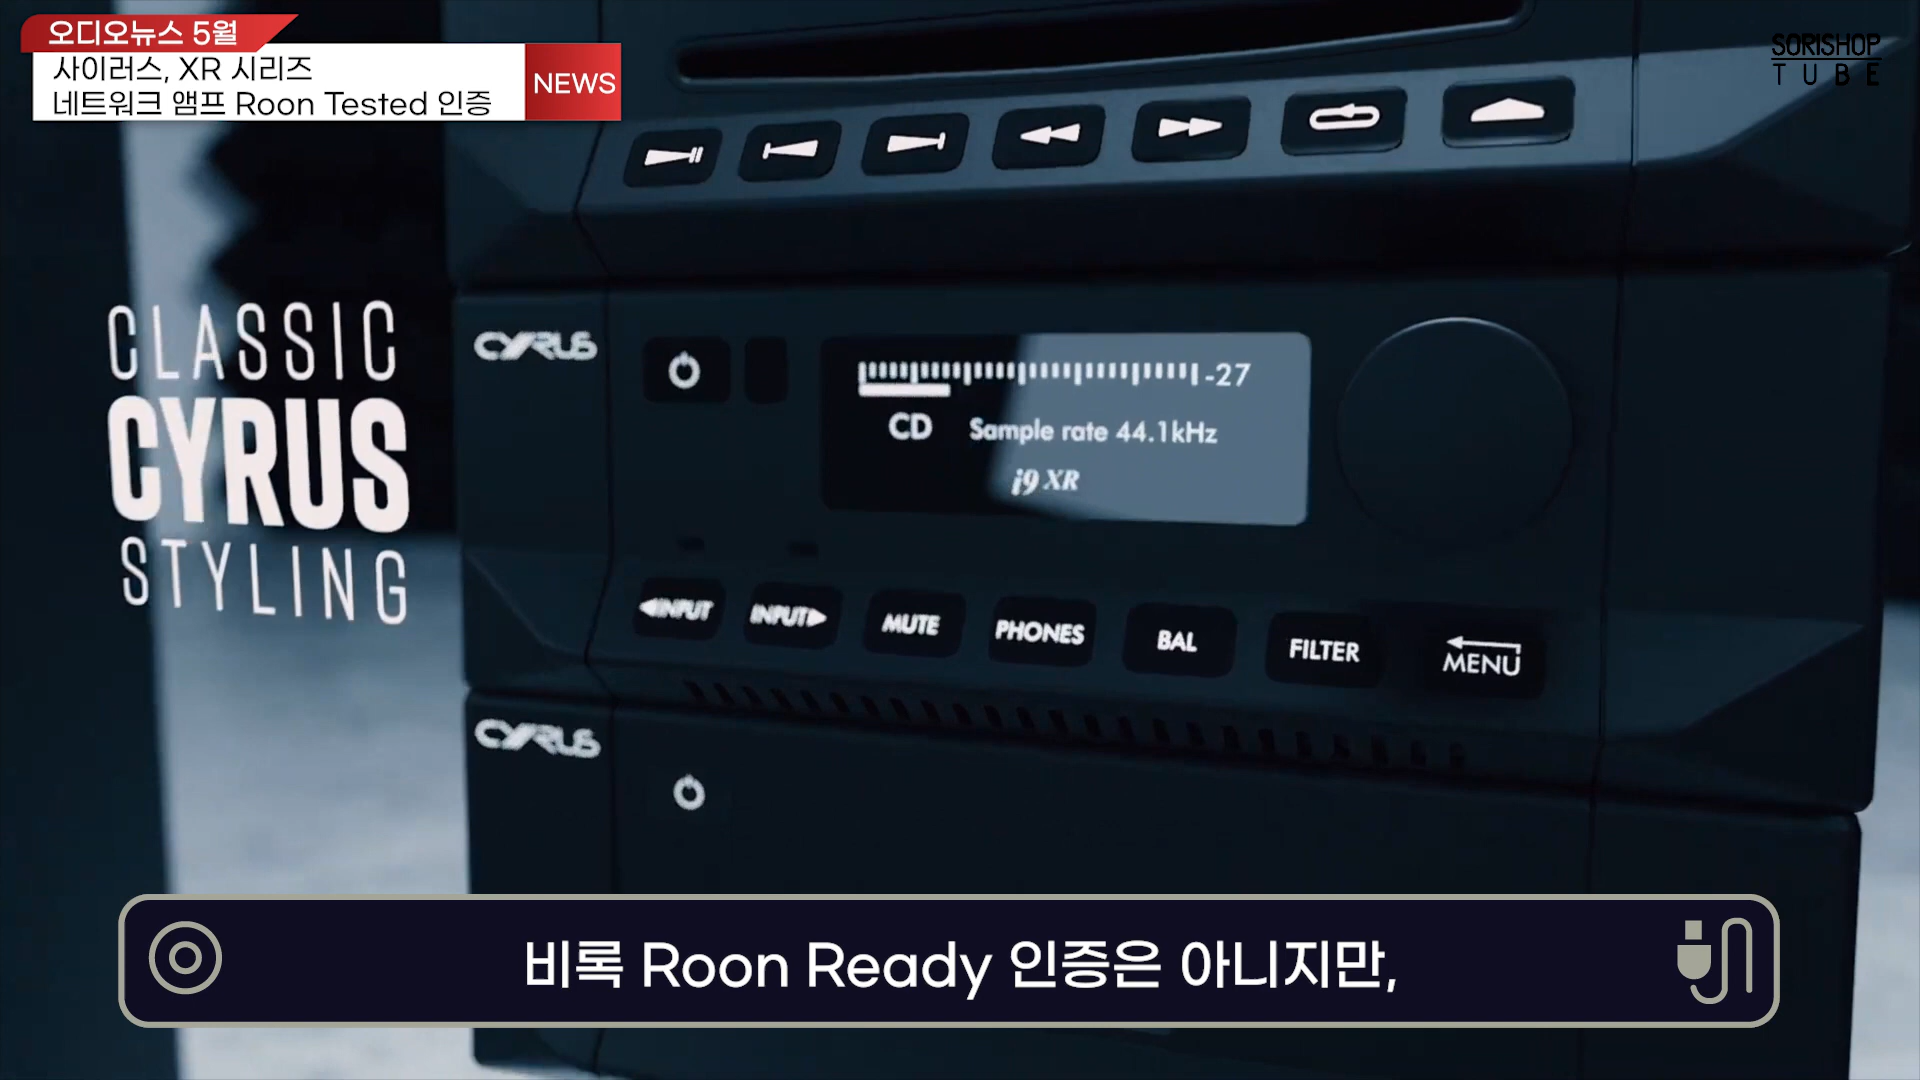 오디오뉴스 5월
사이러스, XR 시리즈
네트워크 앰프 Roon Tested 인증
NEWS
SORISHOP
TUBE
CLASSIC
CYRUS
STYLING
CYRUS
-27
CD Sample rate 44.1kHz
i9 XR
INPUT INPUT MUTE PHONES BAL FILTER MENU
CYRUS
비록 Roon Ready 인증은 아니지만,